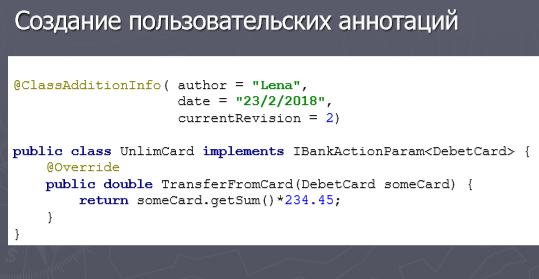 Создание пользовательских аннотаций
@ClassAdditionInfo( author = "Lena",
date = "23/2/2018",
currentRevision = 2)
public class UnlimCard implements IBankActionParam<DebetCard> {
@Override
public double TransferFromCard(DebetCard someCard) {
return someCard.getSum()*234.45;
}
}